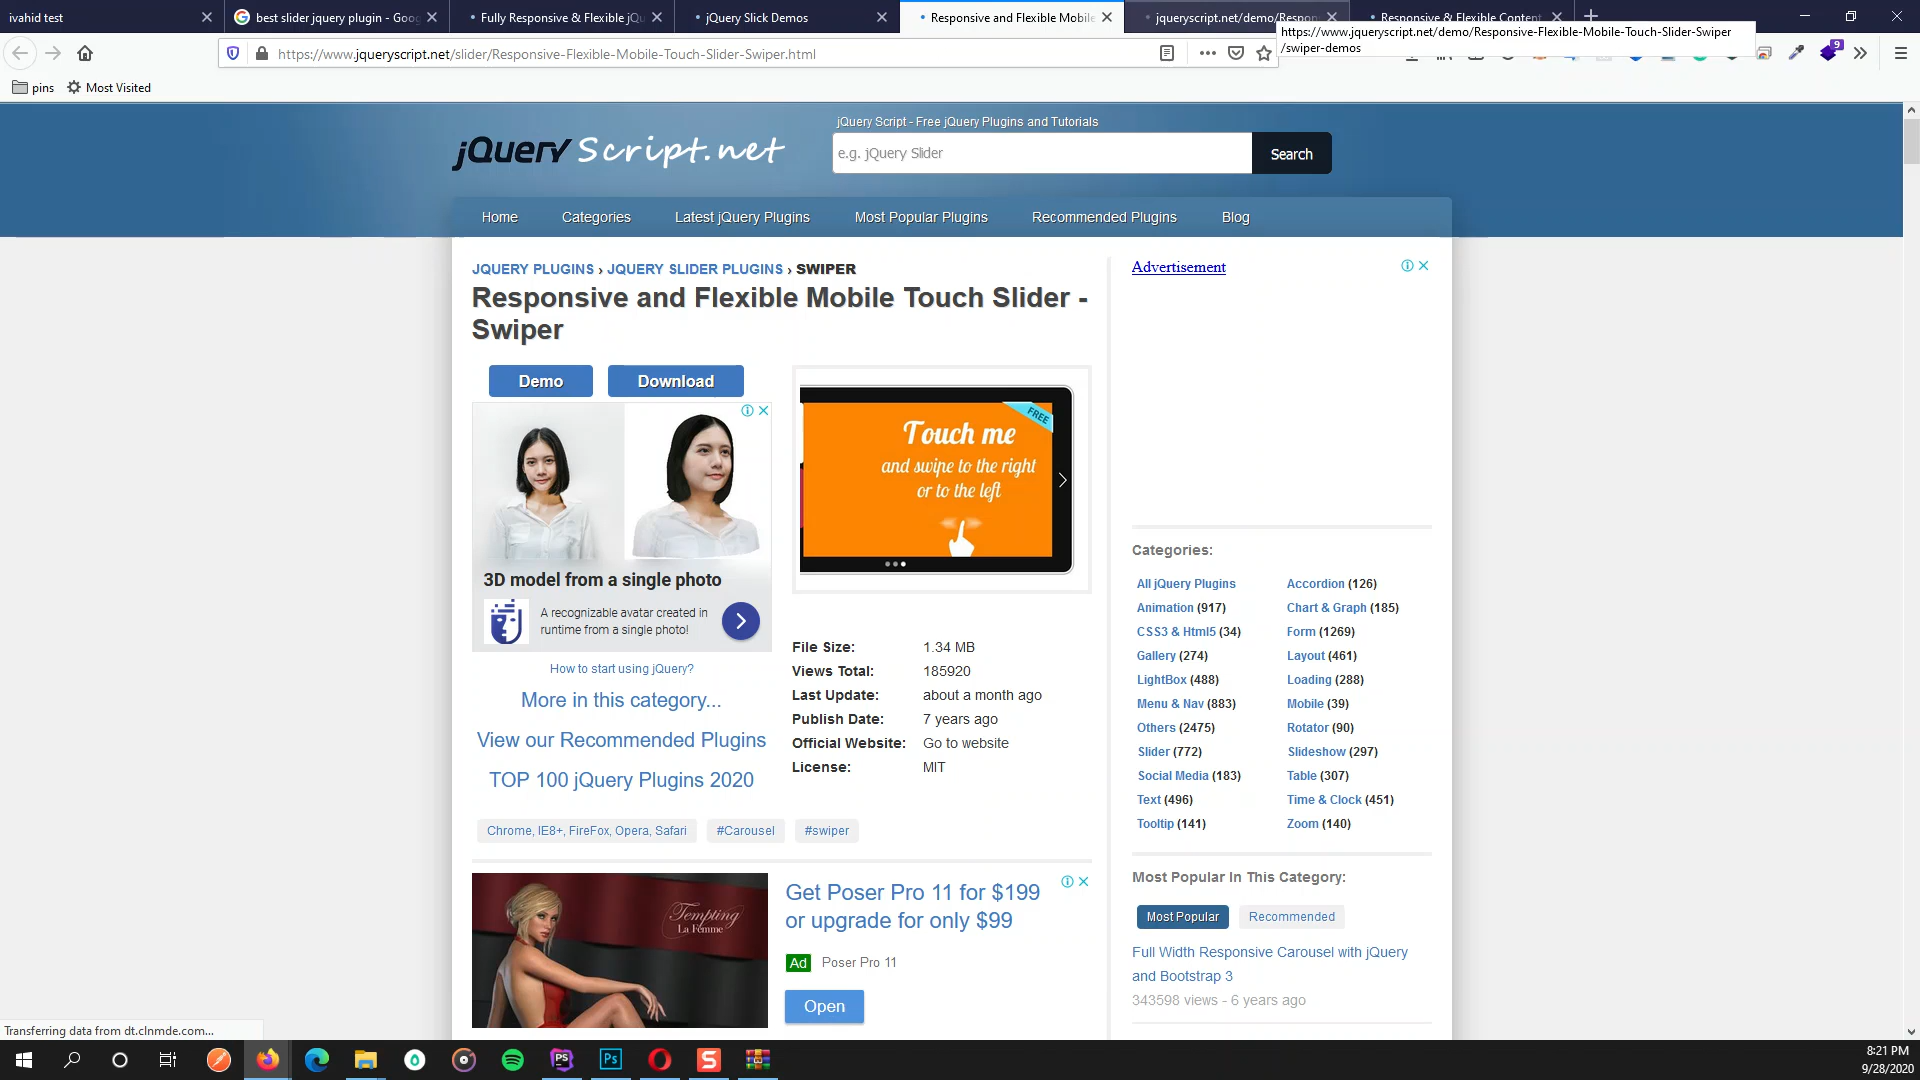 ivahid test
best slider jquery plugin - Goog
Fully Responsive & Flexible jQu
jQuery Slick Demos
Responsive and Flexible Mobile
jqueryscript.net/demo/Respon
Responsive & Flexible Content
https://www.jqueryscript.net/slider/Responsive-Flexible-Mobile-Touch-Slider-Swiper.html
https://www.jqueryscript.net/demo/Responsive-Flexible-Mobile-Touch-Slider-Swiper
/swiper-demos
9
pins
Most Visited
jQuery Script.net
jQuery Script - Free jQuery Plugins and Tutorials
e.g. jQuery Slider
Search
Home
Categories
Latest jQuery Plugins
Most Popular Plugins
Recommended Plugins
Blog
JQUERY PLUGINS › JQUERY SLIDER PLUGINS › SWIPER
Responsive and Flexible Mobile Touch Slider -
Swiper
Demo
Download
3D model from a single photo
A recognizable avatar created in
runtime from a single photo!
How to start using jQuery?
More in this category...
View our Recommended Plugins
TOP 100 jQuery Plugins 2020
FREE
Touch me
and swipe to the right
or to the left
File Size: 1.34 MB
Views Total: 185920
Last Update: about a month ago
Publish Date: 7 years ago
Official Website: Go to website
License: MIT
Chrome, IE8+, FireFox, Opera, Safari
#Carousel
#swiper
Tempting
La Femme
Get Poser Pro 11 for $199
or upgrade for only $99
Ad Poser Pro 11
Open
Advertisement
Categories:
All jQuery Plugins
Accordion (126)
Animation (917)
Chart & Graph (185)
CSS3 & Html5 (34)
Form (1269)
Gallery (274)
Layout (461)
LightBox (488)
Loading (288)
Menu & Nav (883)
Mobile (39)
Others (2475)
Rotator (90)
Slider (772)
Slideshow (297)
Social Media (183)
Table (307)
Text (496)
Time & Clock (451)
Tooltip (141)
Zoom (140)
Most Popular In This Category:
Most Popular
Recommended
Full Width Responsive Carousel with jQuery
and Bootstrap 3
343598 views - 6 years ago
Transferring data from dt.clnmde.com...
PS
Ps
S
8:21 PM
9/28/2020